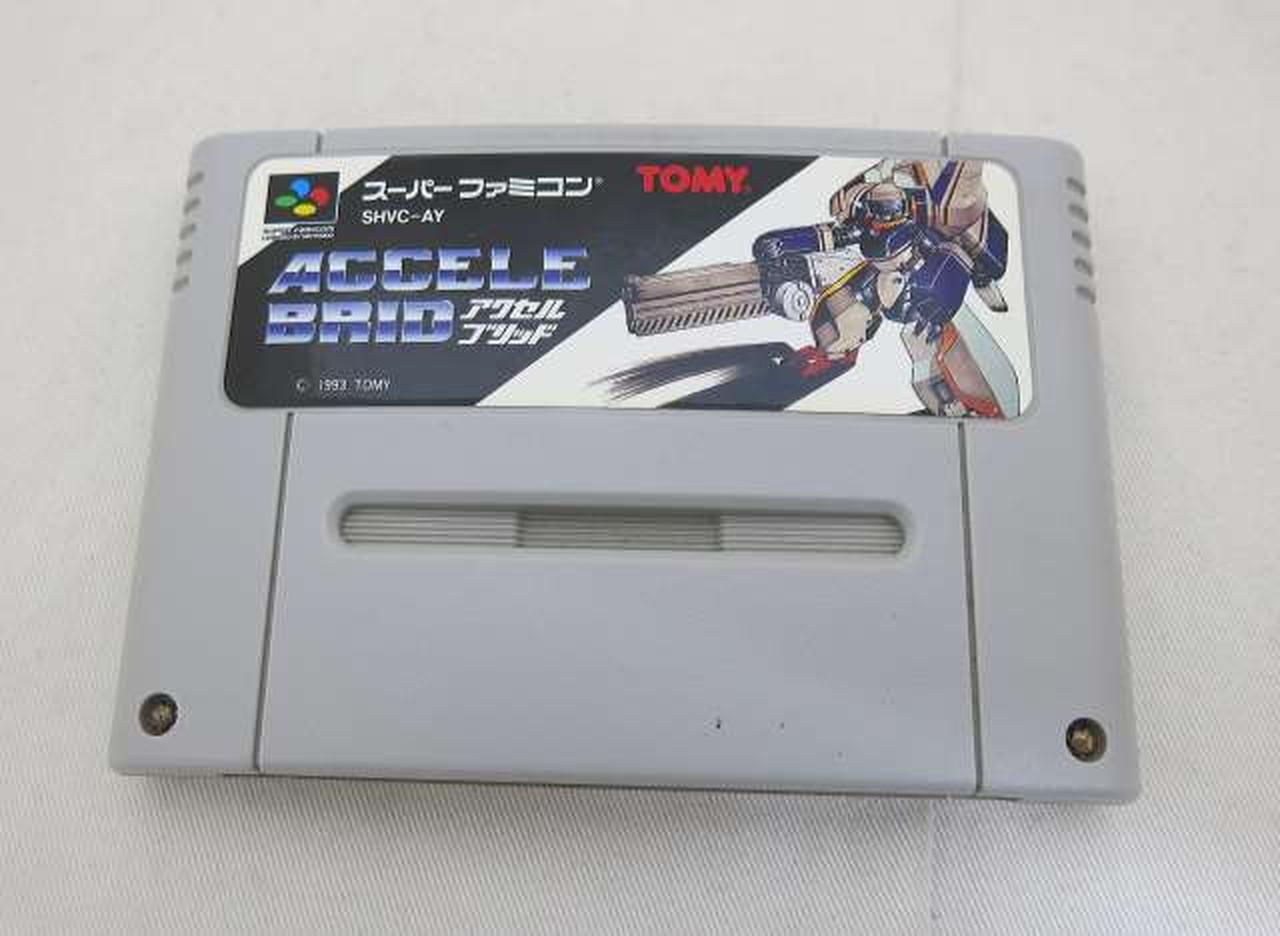 スーパーファミコン®
TOMY®
SHVC-AY
ACCELE
BRID アクセル
ブリッド
© 1993 TOMY